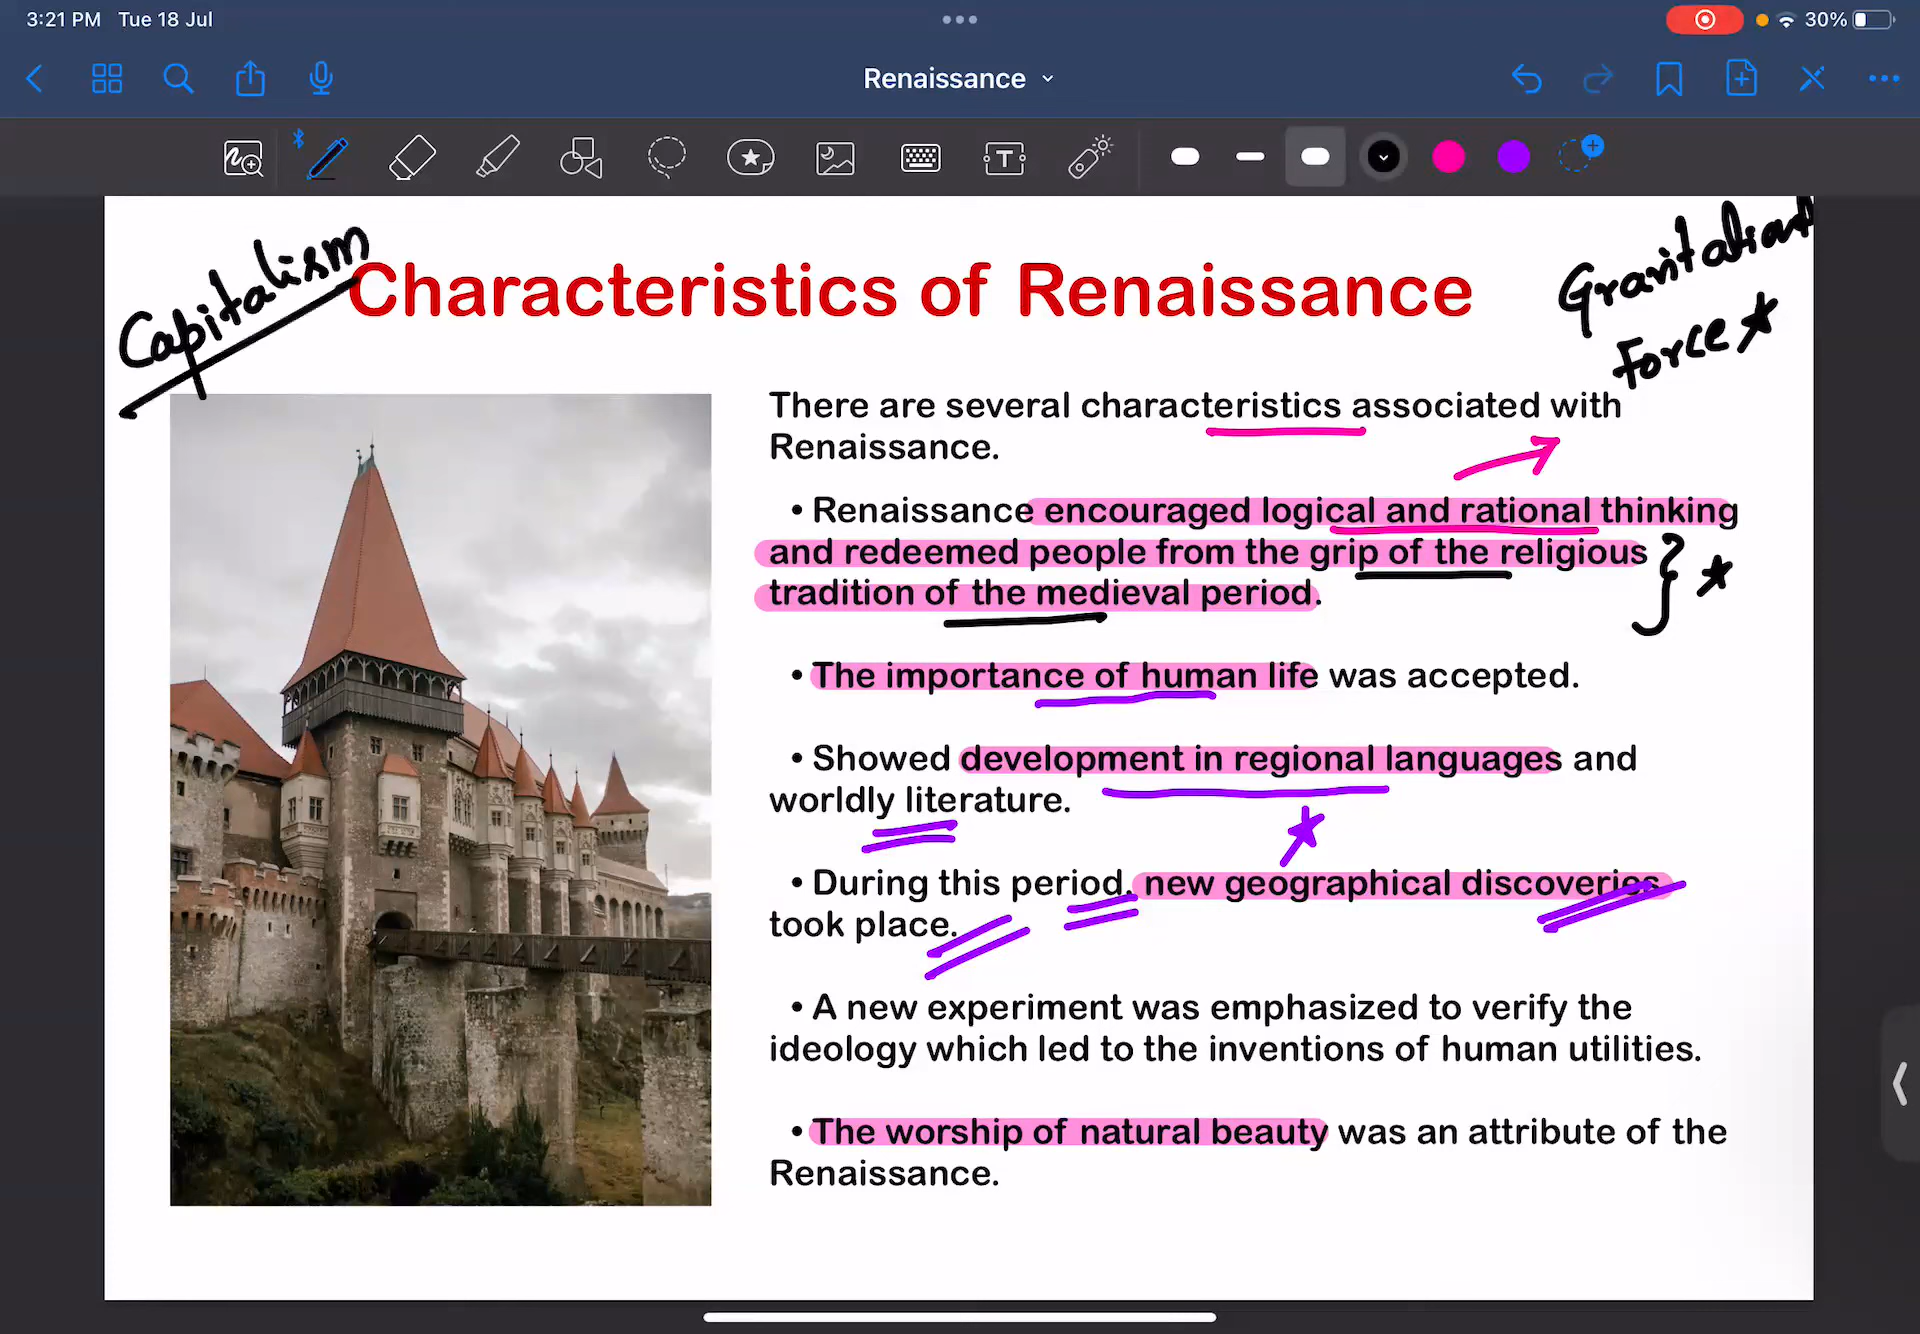 3:21 PM Tue 18 Jul
30%
Renaissance
T
Capitalism
Characteristics of Renaissance
Gravitational
Force
There are several characteristics associated with
Renaissance.
• Renaissance encouraged logical and rational thinking
and redeemed people from the grip of the religious
tradition of the medieval period.
• The importance of human life was accepted.
• Showed development in regional languages and
worldly literature.
• During this period, new geographical discoveries
took place.
• A new experiment was emphasized to verify the
ideology which led to the inventions of human utilities.
• The worship of natural beauty was an attribute of the
Renaissance.